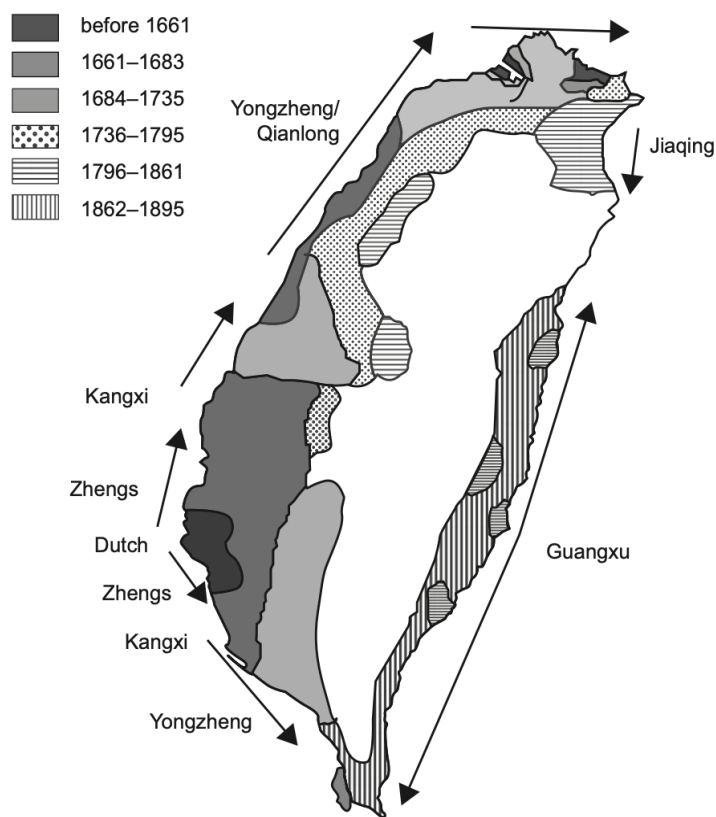 before 1661
1661–1683
1684–1735
1736–1795
1796–1861
1862–1895
Yongzheng/
Qianlong
Jiaqing
Kangxi
Zhengs
Dutch
Zhengs
Kangxi
Yongzheng
Guangxu